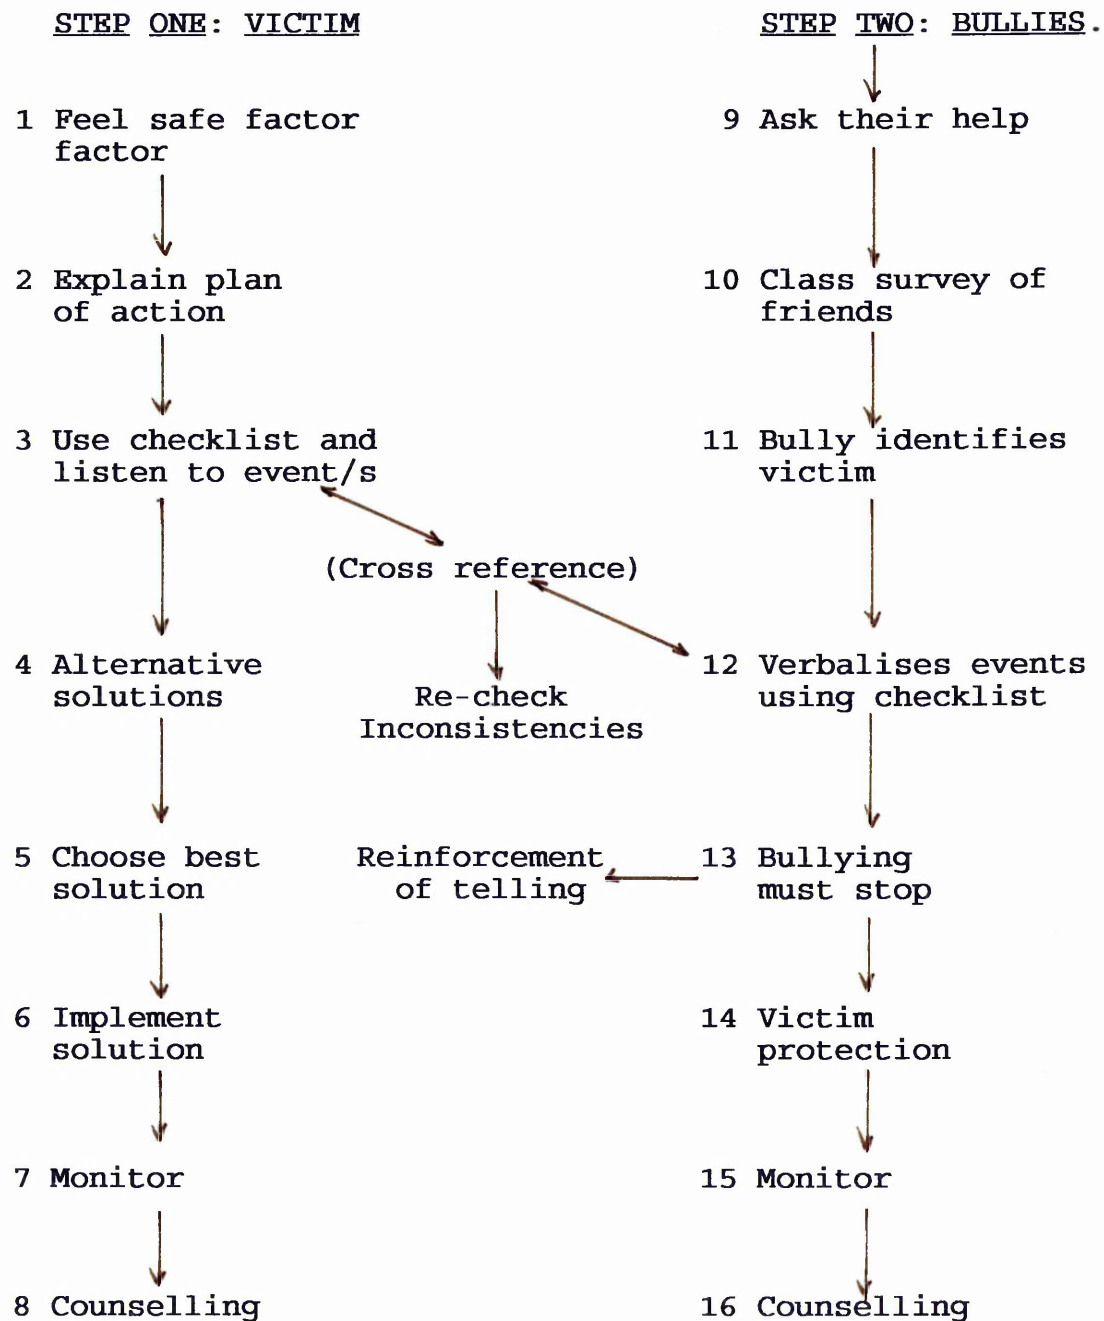 STEP ONE: VICTIM
1 Feel safe factor
factor
2 Explain plan
of action
3 Use checklist and
listen to event/s
4 Alternative
solutions
5 Choose best
solution
6 Implement
solution
7 Monitor
8 Counselling
(Cross reference)
Re-check
Inconsistencies
Reinforcement
of telling
STEP TWO: BULLIES.
9 Ask their help
10 Class survey of
friends
11 Bully identifies
victim
12 Verbalises events
using checklist
13 Bullying
must stop
14 Victim
protection
15 Monitor
16 Counselling